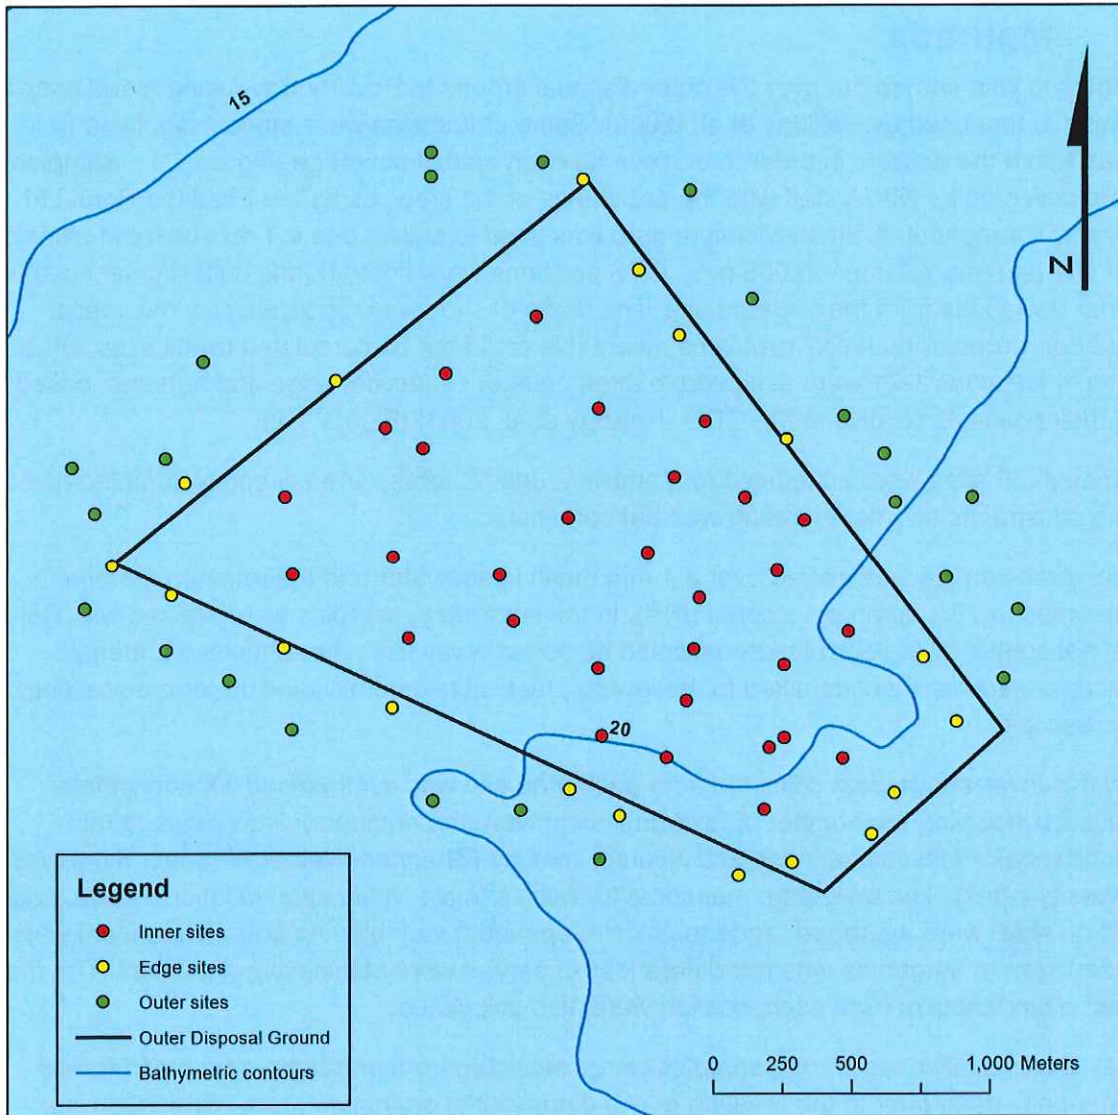 15
N
20
Legend
Inner sites
Edge sites
Outer sites
Outer Disposal Ground
Bathymetric contours
0 250 500 1,000 Meters